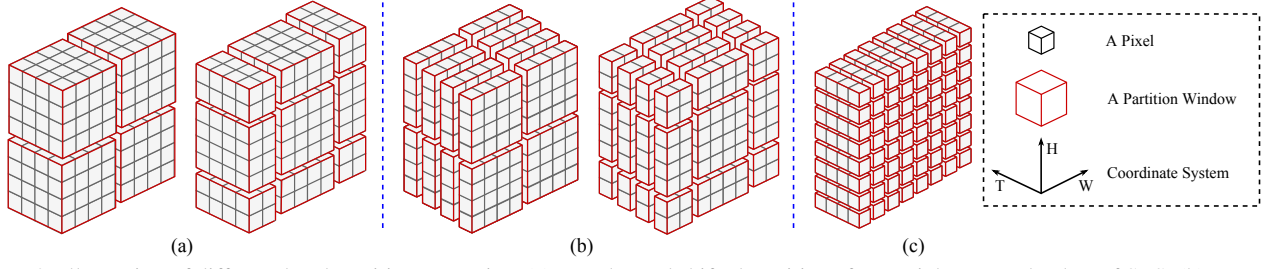 A Pixel
A Partition Window
H
T
W
Coordinate System
(a)
(b)
(c)